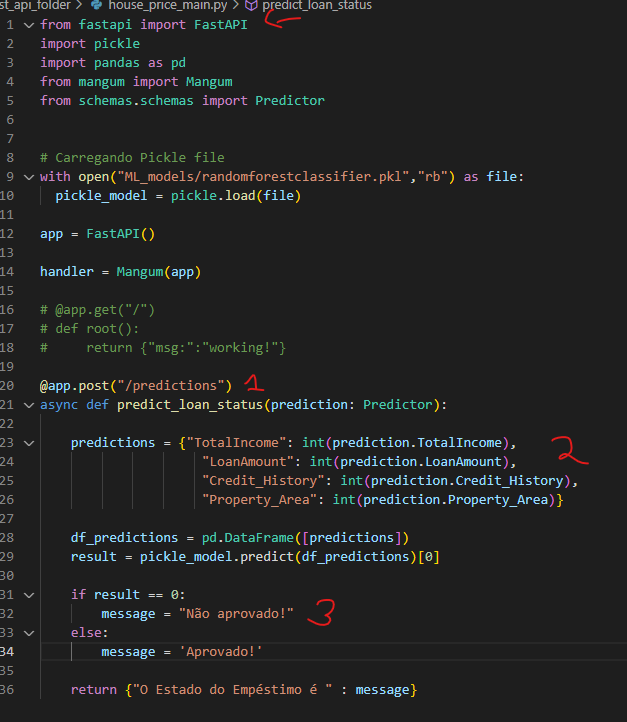 st_api_folder > house_price_main.py > predict_loan_status
1 from fastapi import FastAPI
2 import pickle
3 import pandas as pd
4 from mangum import Mangum
5 from schemas.schemas import Predictor
6
7
8 # Carregando Pickle file
9 with open("ML_models/randomforestclassifier.pkl","rb") as file:
10 pickle_model = pickle.load(file)
11
12 app = FastAPI()
13
14 handler = Mangum(app)
15
16 # @app.get("/")
17 # def root():
18 #     return {"msg:":"working!"}
19
20 @app.post("/predictions") 1
21 async def predict_loan_status(prediction: Predictor):
22
23 predictions = {"TotalIncome": int(prediction.TotalIncome), 2
24 "LoanAmount": int(prediction.LoanAmount),
25 "Credit_History": int(prediction.Credit_History),
26 "Property_Area": int(prediction.Property_Area)}
27
28 df_predictions = pd.DataFrame([predictions])
29 result = pickle_model.predict(df_predictions)[0]
30
31 if result == 0:
32 message = "Não aprovado!" 3
33 else:
34 message = 'Aprovado!'
35
36 return {"O Estado do Empéstimo é " : message}